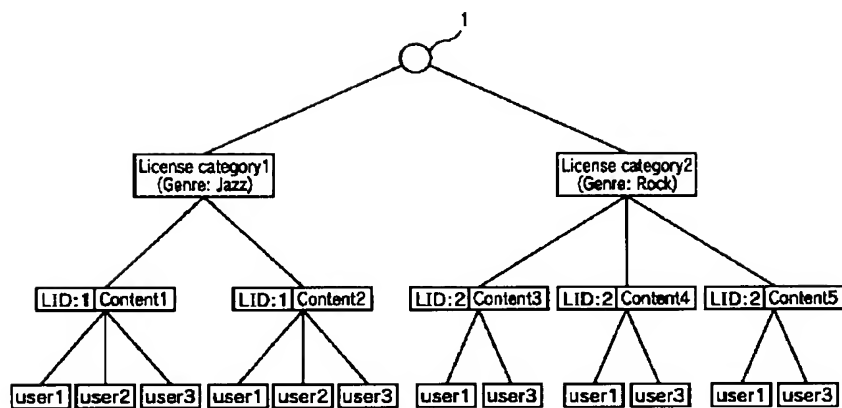 1
License category1
(Genre: Jazz)
License category2
(Genre: Rock)
LID:1 Content1
LID:1 Content2
LID:2 Content3
LID:2 Content4
LID:2 Content5
user1 user2 user3
user1 user2 user3
user1 user3
user1 user3
user1 user3